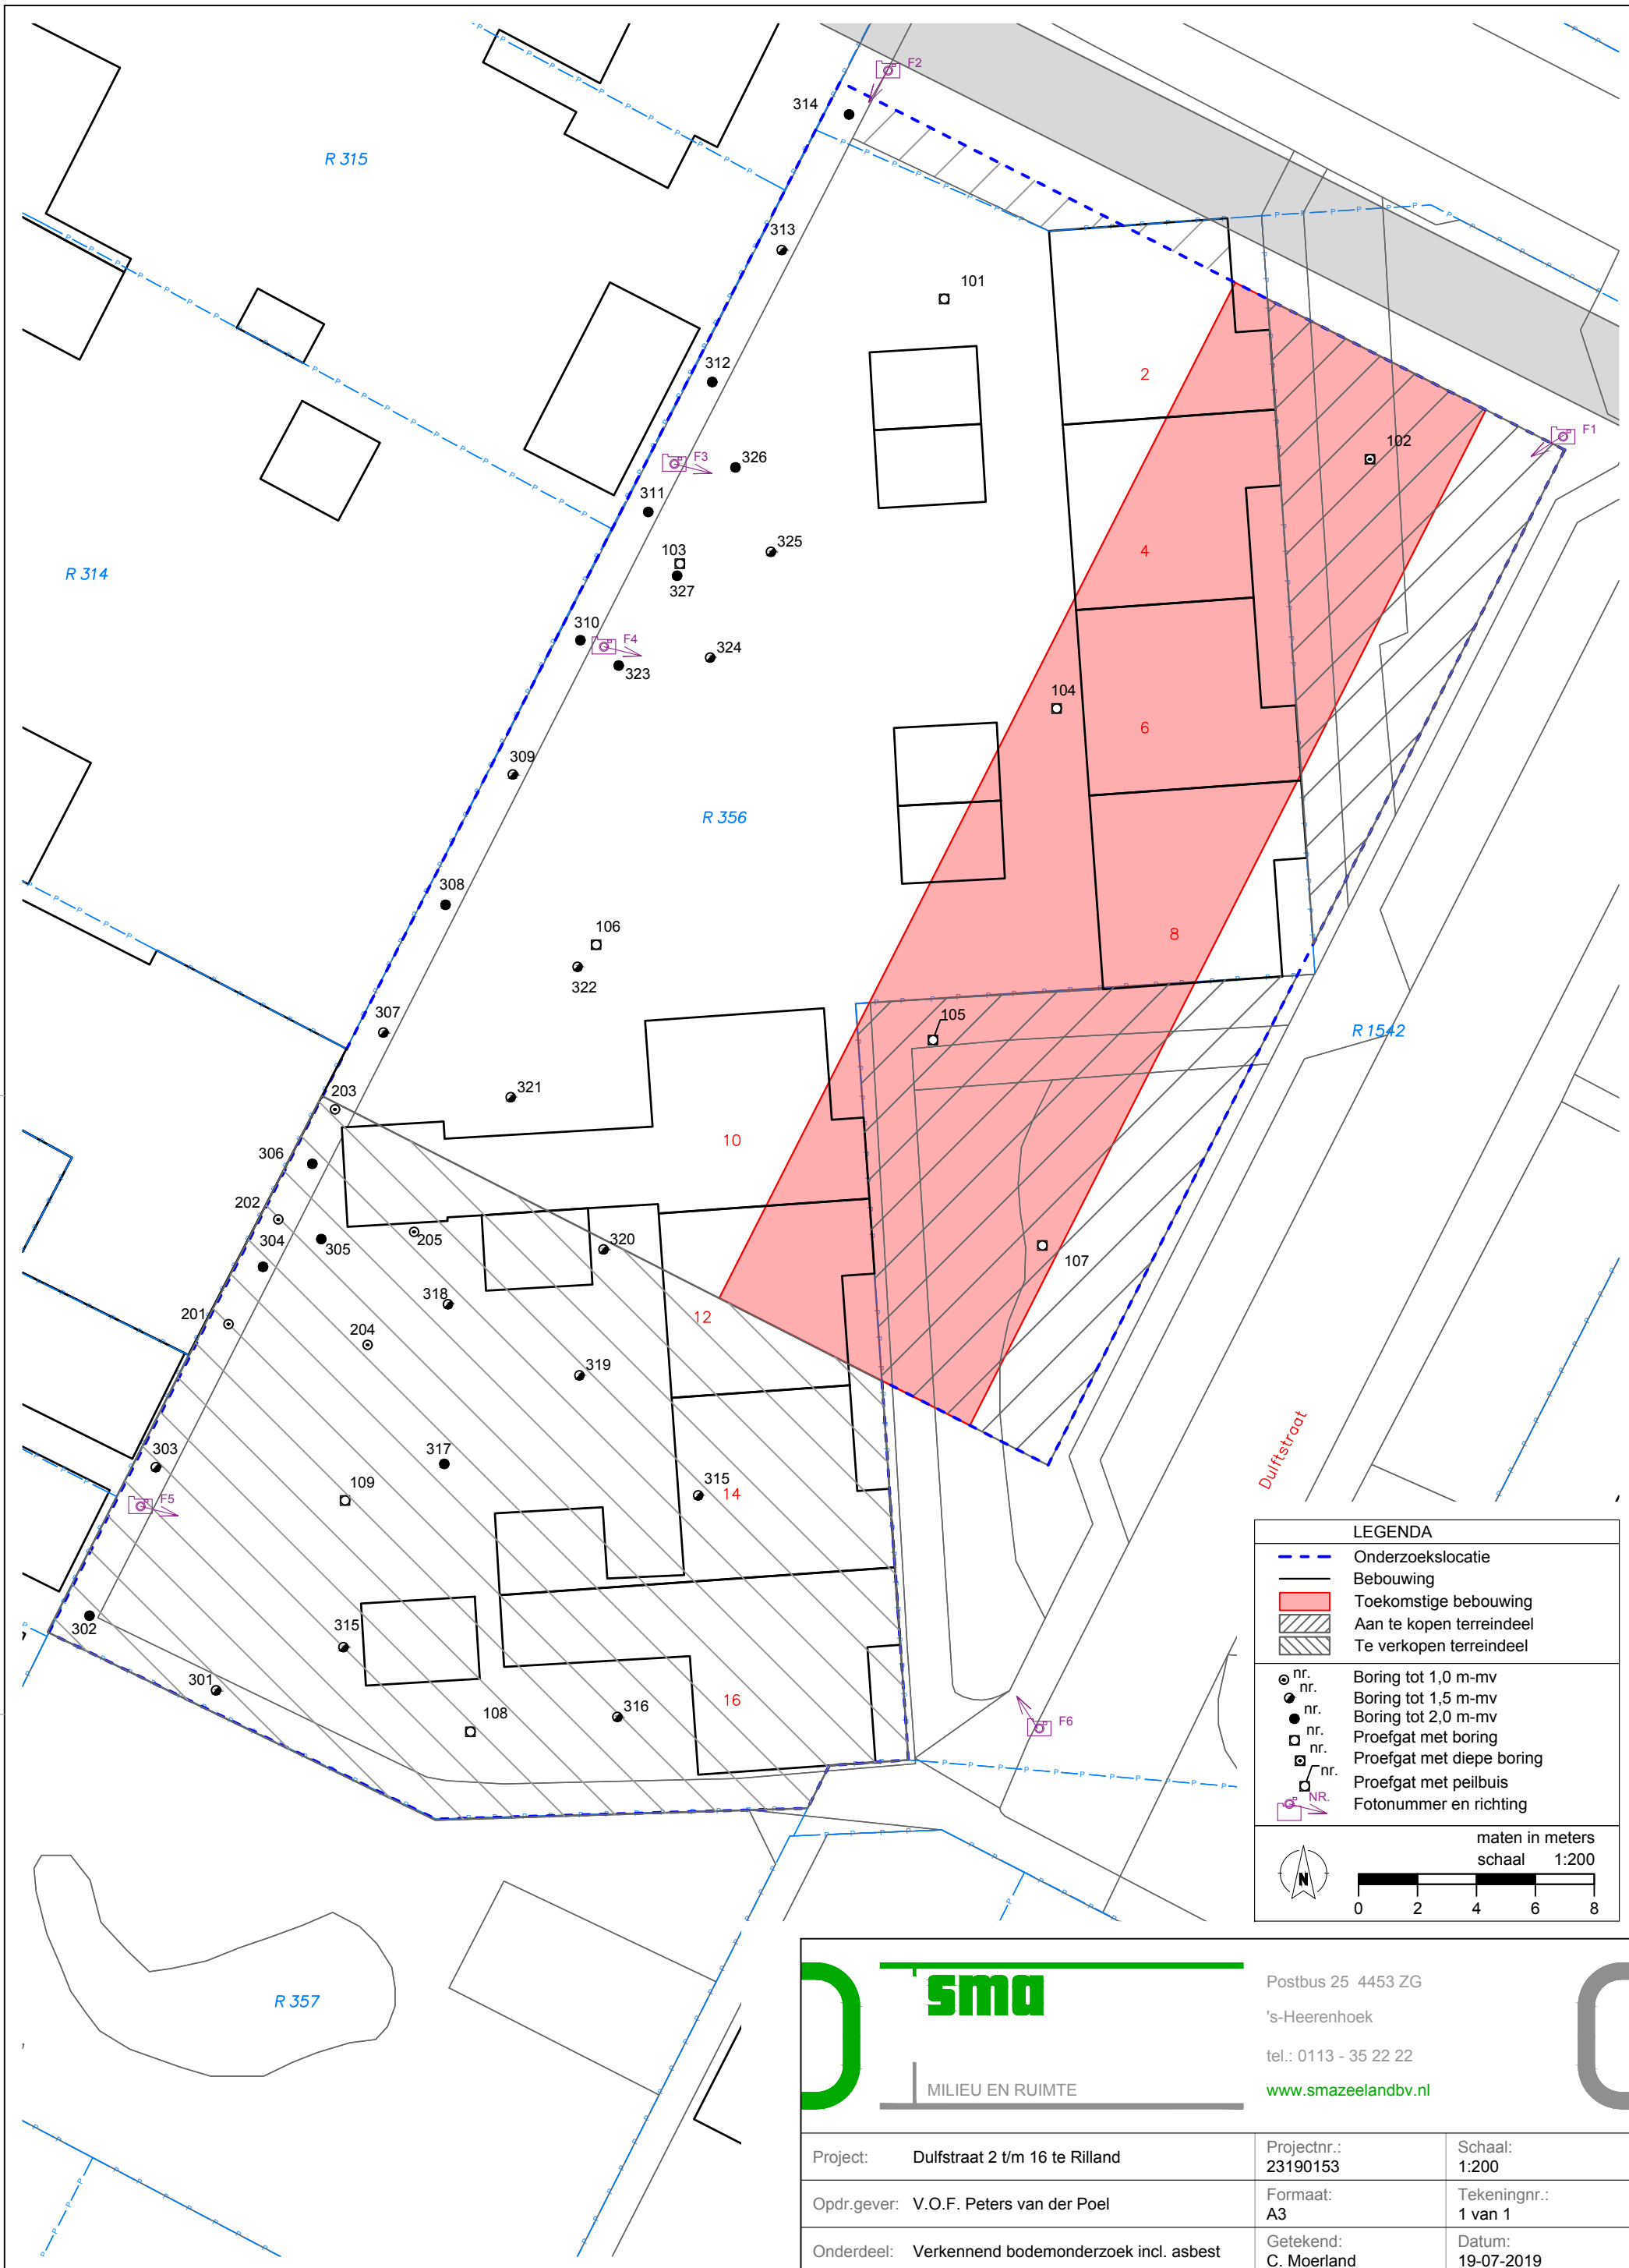 F2
314
R 315
313
101
312
2
F1
102
F3
326
311
325
4
103
R 314
327
310
F4
324
323
104
6
309
R 356
308
8
106
322
105
307
R 1542
321
203
10
306
202
205
304
305
320
318
107
201
12
204
319
Dulftstraat
303
317
F5
109
315
14
302
315
301
16
316
108
F6
LEGENDA
Onderzoekslocatie
Bebouwing
Toekomstige bebouwing
Aan te kopen terreindeel
Te verkopen terreindeel
nr. Boring tot 1,0 m-mv
nr. Boring tot 1,5 m-mv
nr. Boring tot 2,0 m-mv
nr. Proefgat met boring
nr. Proefgat met diepe boring
nr. Proefgat met peilbuis
NR. Fotonummer en richting
maten in meters
schaal 1:200
N
0 2 4 6 8
R 357
sma
MILIEU EN RUIMTE
Postbus 25 4453 ZG
's-Heerenhoek
tel.: 0113 - 35 22 22
www.smazeelandbv.nl
Project: Dulfstraat 2 t/m 16 te Rilland
Projectnr.: 23190153
Schaal: 1:200
Opdr.gever: V.O.F. Peters van der Poel
Formaat: A3
Tekeningnr.: 1 van 1
Onderdeel: Verkennend bodemonderzoek incl. asbest
Getekend: C. Moerland
Datum: 19-07-2019